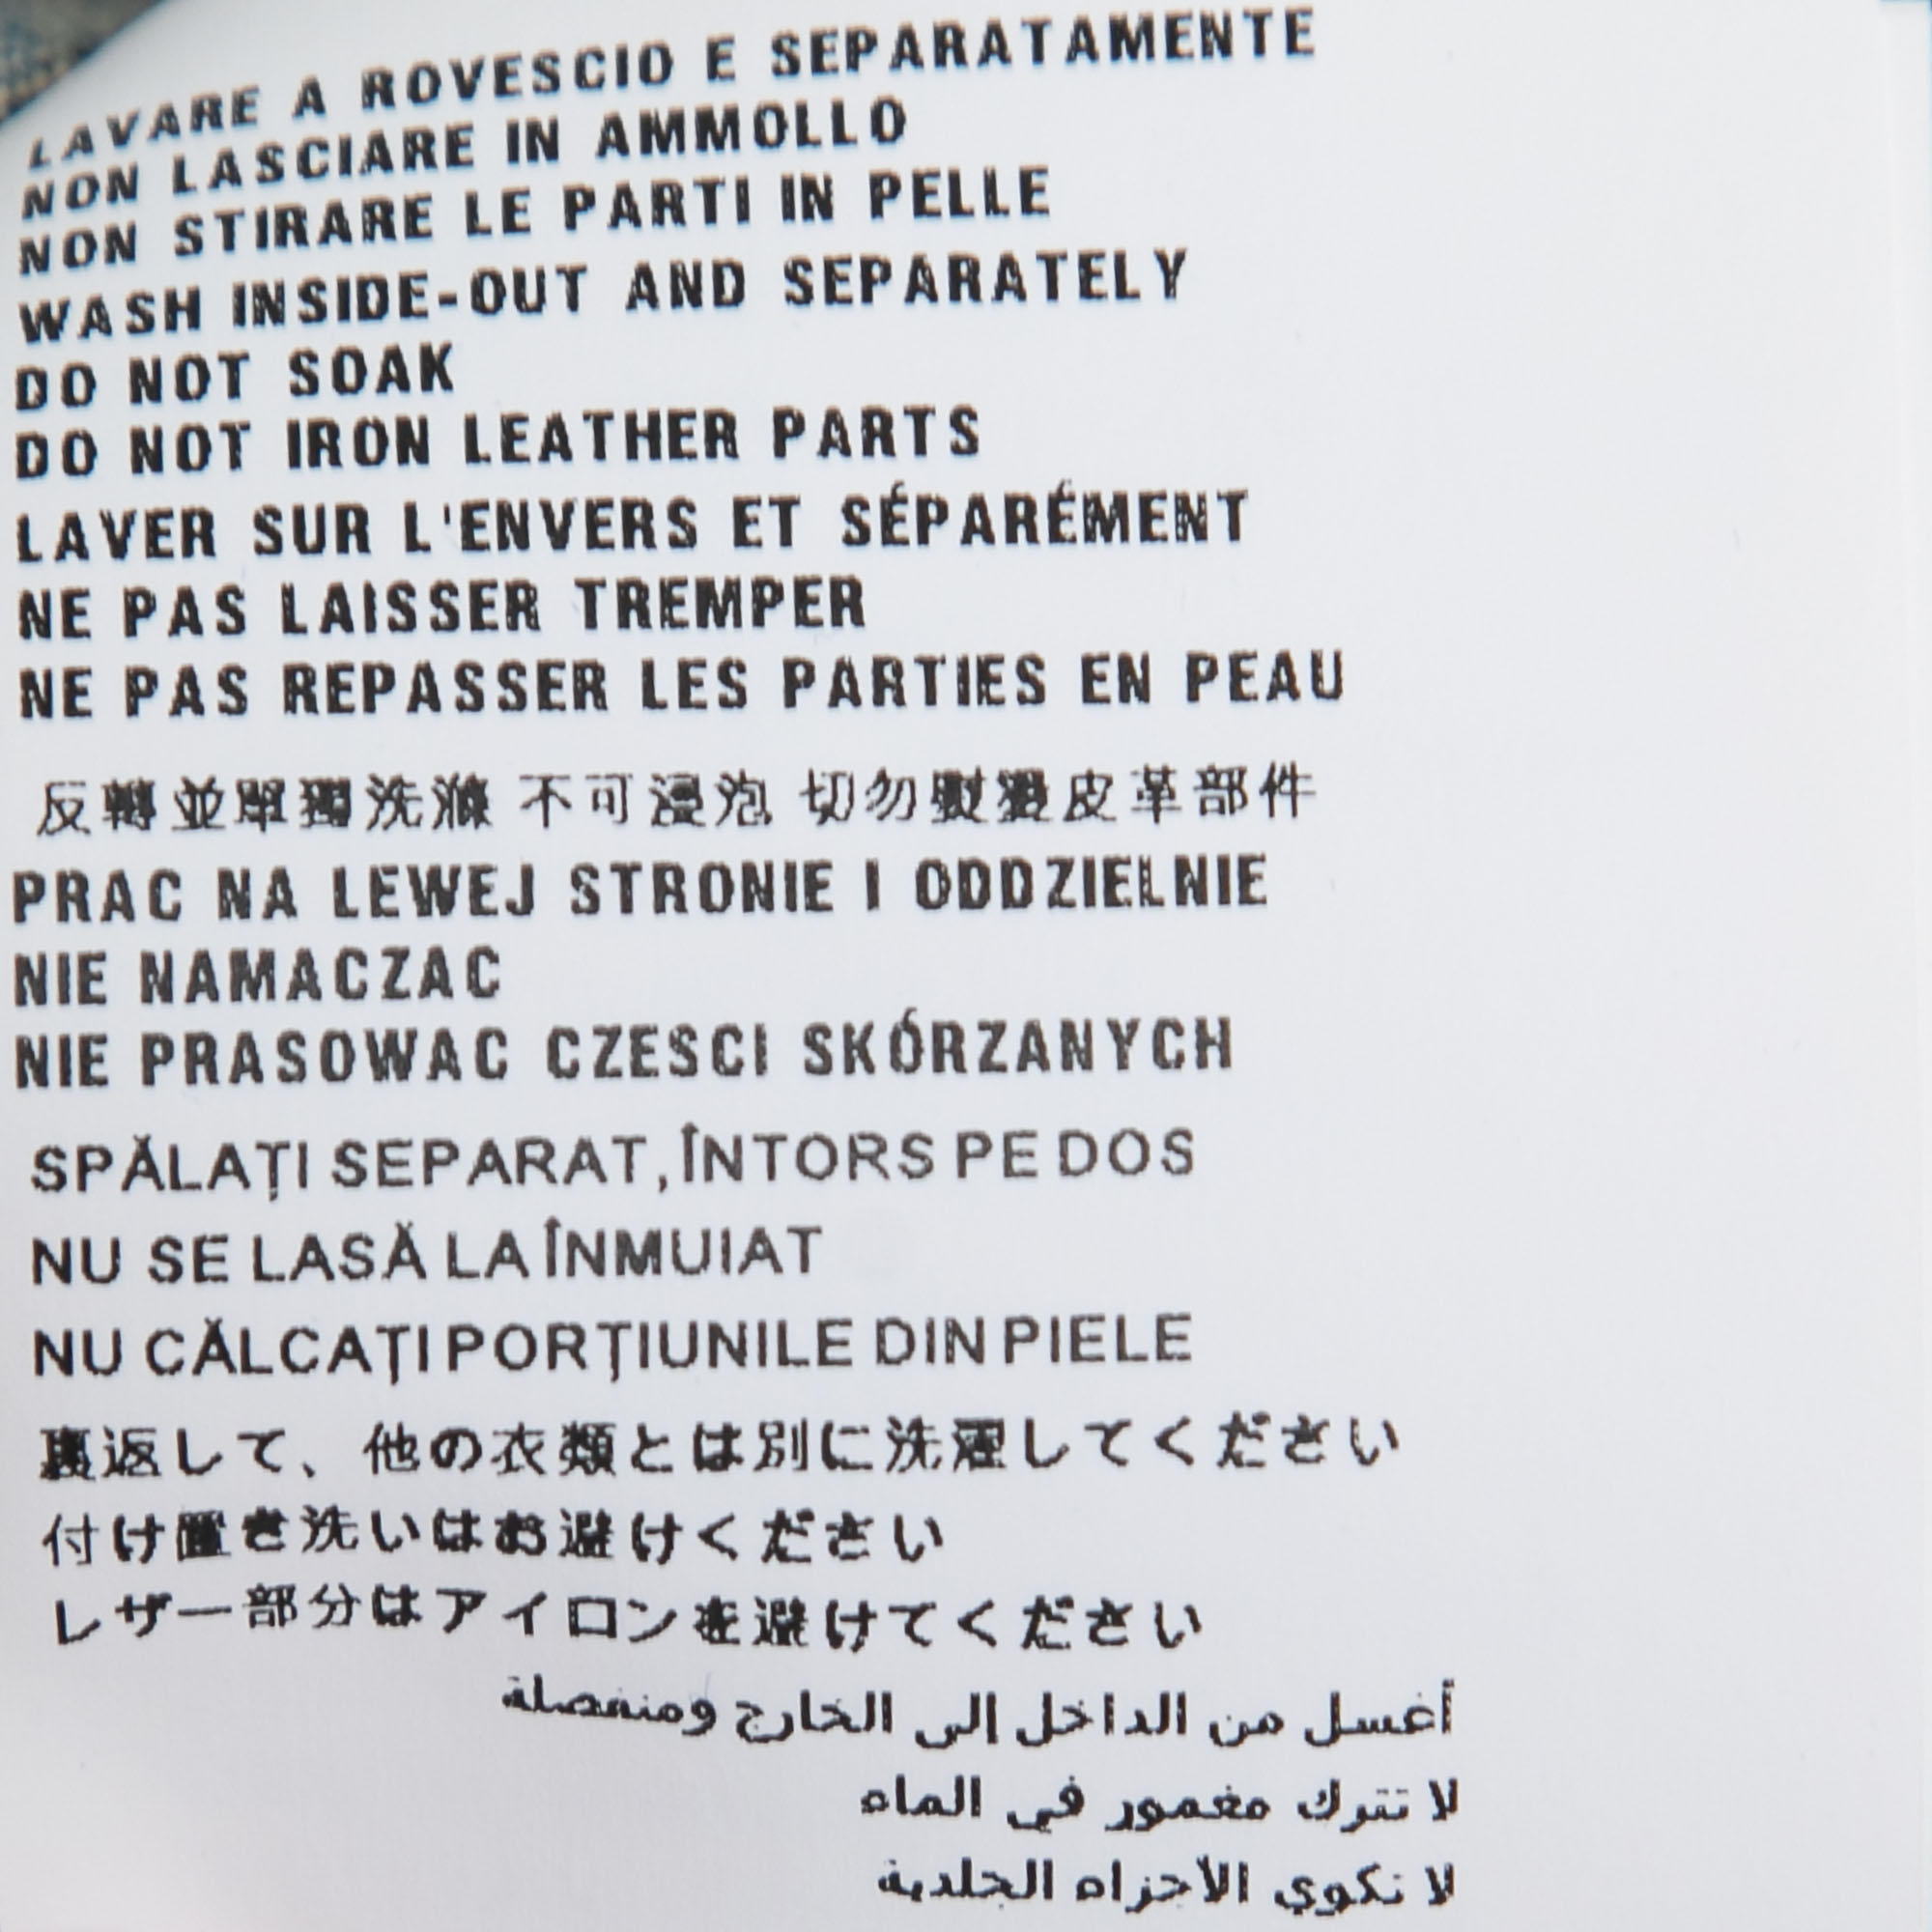 LAVARE A ROVESCIO E SEPARATAMENTE
NON LASCIARE IN AMMOLLO
NON STIRARE LE PARTI IN PELLE
WASH INSIDE-OUT AND SEPARATELY
DO NOT SOAK
DO NOT IRON LEATHER PARTS
LAVER SUR L'ENVERS ET SÉPARÉMENT
NE PAS LAISSER TREMPER
NE PAS REPASSER LES PARTIES EN PEAU
反轉並單獨洗滌 不可浸泡 切勿熨燙皮革部件
PRAC NA LEWEJ STRONIE I ODDZIELNIE
NIE NAMACZAC
NIE PRASOWAC CZESCI SKÓRZANYCH
SPĂLAȚI SEPARAT, ÎNTORS PE DOS
NU SE LASĂ LA ÎNMUIAT
NU CĂLCAȚI PORȚIUNILE DIN PIELE
裏返して、他の衣類とは別に洗濯してください
付け置き洗いはお避けください
レザー部分はアイロンを避けてください
أغسل من الداخل إلى الخارج ومنفصلة
لا تترك مغمور في الماء
لا تكوي الأجزاء الجلدية